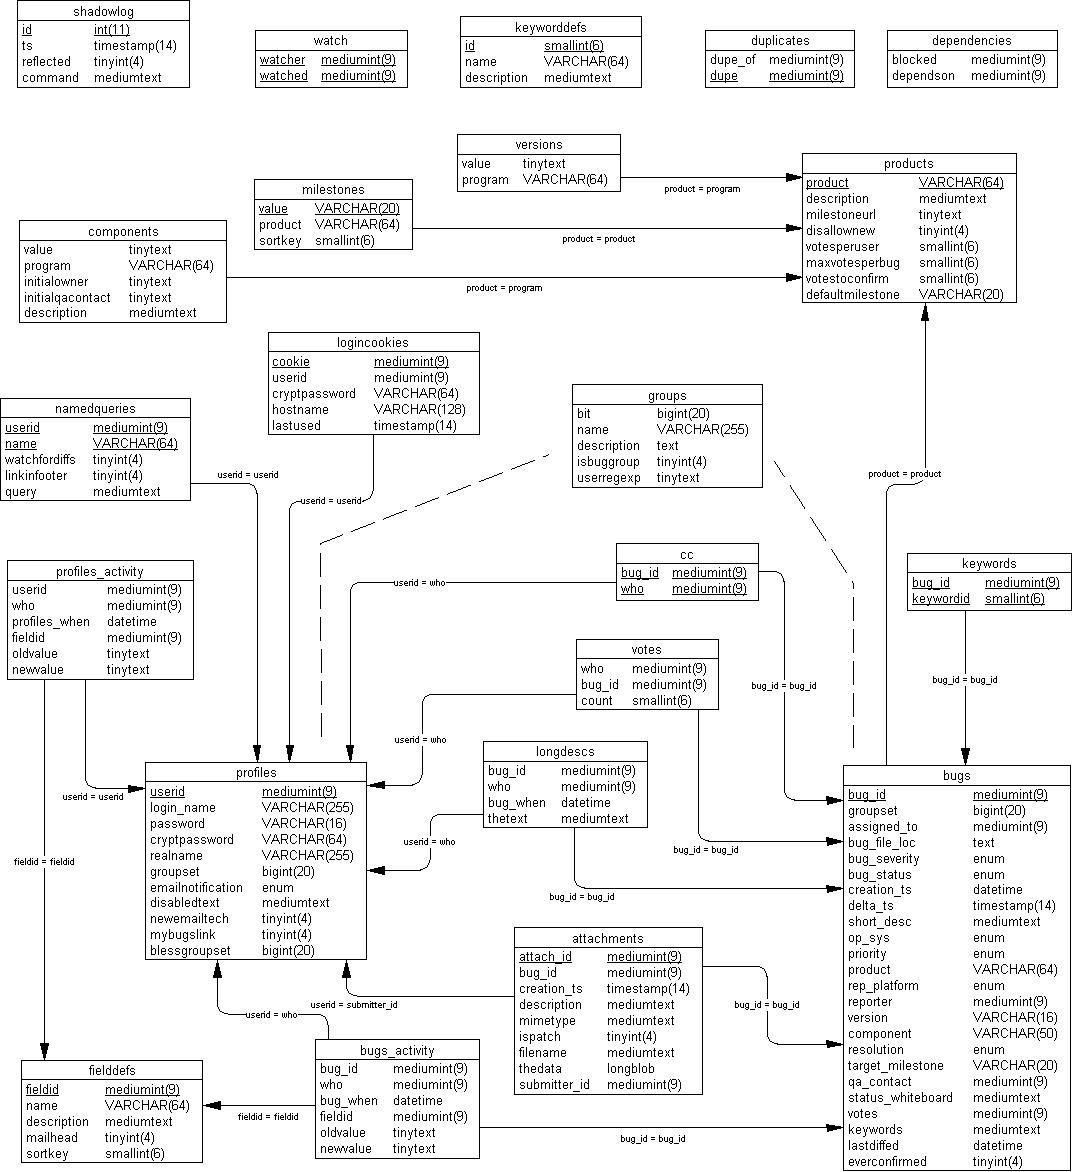 shadowlog
id int(11)
ts timestamp(14)
reflected tinyint(4)
command mediumtext
watch
watcher mediumint(9)
watched mediumint(9)
keyworddefs
id smallint(6)
name VARCHAR(64)
description mediumtext
duplicates
dupe_of mediumint(9)
dupe mediumint(9)
dependencies
blocked mediumint(9)
dependson mediumint(9)
versions
value tinytext
program VARCHAR(64)
product = program
milestones
value VARCHAR(20)
product VARCHAR(64)
sortkey smallint(6)
product = product
components
value tinytext
program VARCHAR(64)
initialowner tinytext
initialqacontact tinytext
description mediumtext
product = program
products
product VARCHAR(64)
description mediumtext
milestoneurl tinytext
disallownew tinyint(4)
votesperuser smallint(6)
maxvotesperbug smallint(6)
votestoconfirm smallint(6)
defaultmilestone VARCHAR(20)
logincookies
cookie mediumint(9)
userid mediumint(9)
cryptpassword VARCHAR(64)
hostname VARCHAR(128)
lastused timestamp(14)
userid = userid
namedqueries
userid mediumint(9)
name VARCHAR(64)
watchfordiffs tinyint(4)
linkinfooter tinyint(4)
query mediumtext
userid = userid
groups
bit bigint(20)
name VARCHAR(255)
description text
isbuggroup tinyint(4)
userregexp tinytext
product = product
profiles_activity
userid mediumint(9)
who mediumint(9)
profiles_when datetime
fieldid mediumint(9)
oldvalue tinytext
newvalue tinytext
userid = userid
fieldid = fieldid
cc
bug_id mediumint(9)
who mediumint(9)
userid = who
bug_id = bug_id
keywords
bug_id mediumint(9)
keywordid smallint(6)
bug_id = bug_id
votes
who mediumint(9)
bug_id mediumint(9)
count smallint(6)
userid = who
bug_id = bug_id
longdescs
bug_id mediumint(9)
who mediumint(9)
bug_when datetime
thetext mediumtext
userid = who
bug_id = bug_id
profiles
userid mediumint(9)
login_name VARCHAR(255)
password VARCHAR(16)
cryptpassword VARCHAR(64)
realname VARCHAR(255)
groupset bigint(20)
emailnotification enum
disabledtext mediumtext
newemailtech tinyint(4)
mybugslink tinyint(4)
blessgroupset bigint(20)
bugs
bug_id mediumint(9)
groupset bigint(20)
assigned_to mediumint(9)
bug_file_loc text
bug_severity enum
bug_status enum
creation_ts datetime
delta_ts timestamp(14)
short_desc mediumtext
op_sys enum
priority enum
product VARCHAR(64)
rep_platform enum
reporter mediumint(9)
version VARCHAR(16)
component VARCHAR(50)
resolution enum
target_milestone VARCHAR(20)
qa_contact mediumint(9)
status_whiteboard mediumtext
votes mediumint(9)
keywords mediumtext
lastdiffed datetime
everconfirmed tinyint(4)
attachments
attach_id mediumint(9)
bug_id mediumint(9)
creation_ts timestamp(14)
description mediumtext
mimetype mediumtext
ispatch tinyint(4)
filename mediumtext
thedata longblob
submitter_id mediumint(9)
userid = submitter_id
bug_id = bug_id
userid = who
bugs_activity
bug_id mediumint(9)
who mediumint(9)
bug_when datetime
fieldid mediumint(9)
oldvalue tinytext
newvalue tinytext
fieldid = fieldid
bug_id = bug_id
fielddefs
fieldid mediumint(9)
name VARCHAR(64)
description mediumtext
mailhead tinyint(4)
sortkey smallint(6)